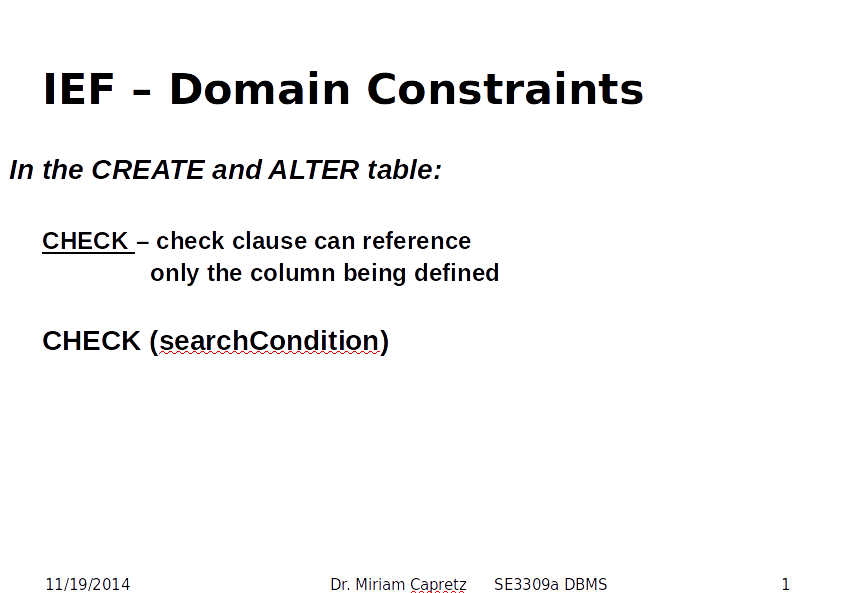 IEF – Domain Constraints
In the CREATE and ALTER table:
CHECK – check clause can reference
only the column being defined
CHECK (searchCondition)
11/19/2014 Dr. Miriam Capretz SE3309a DBMS 1